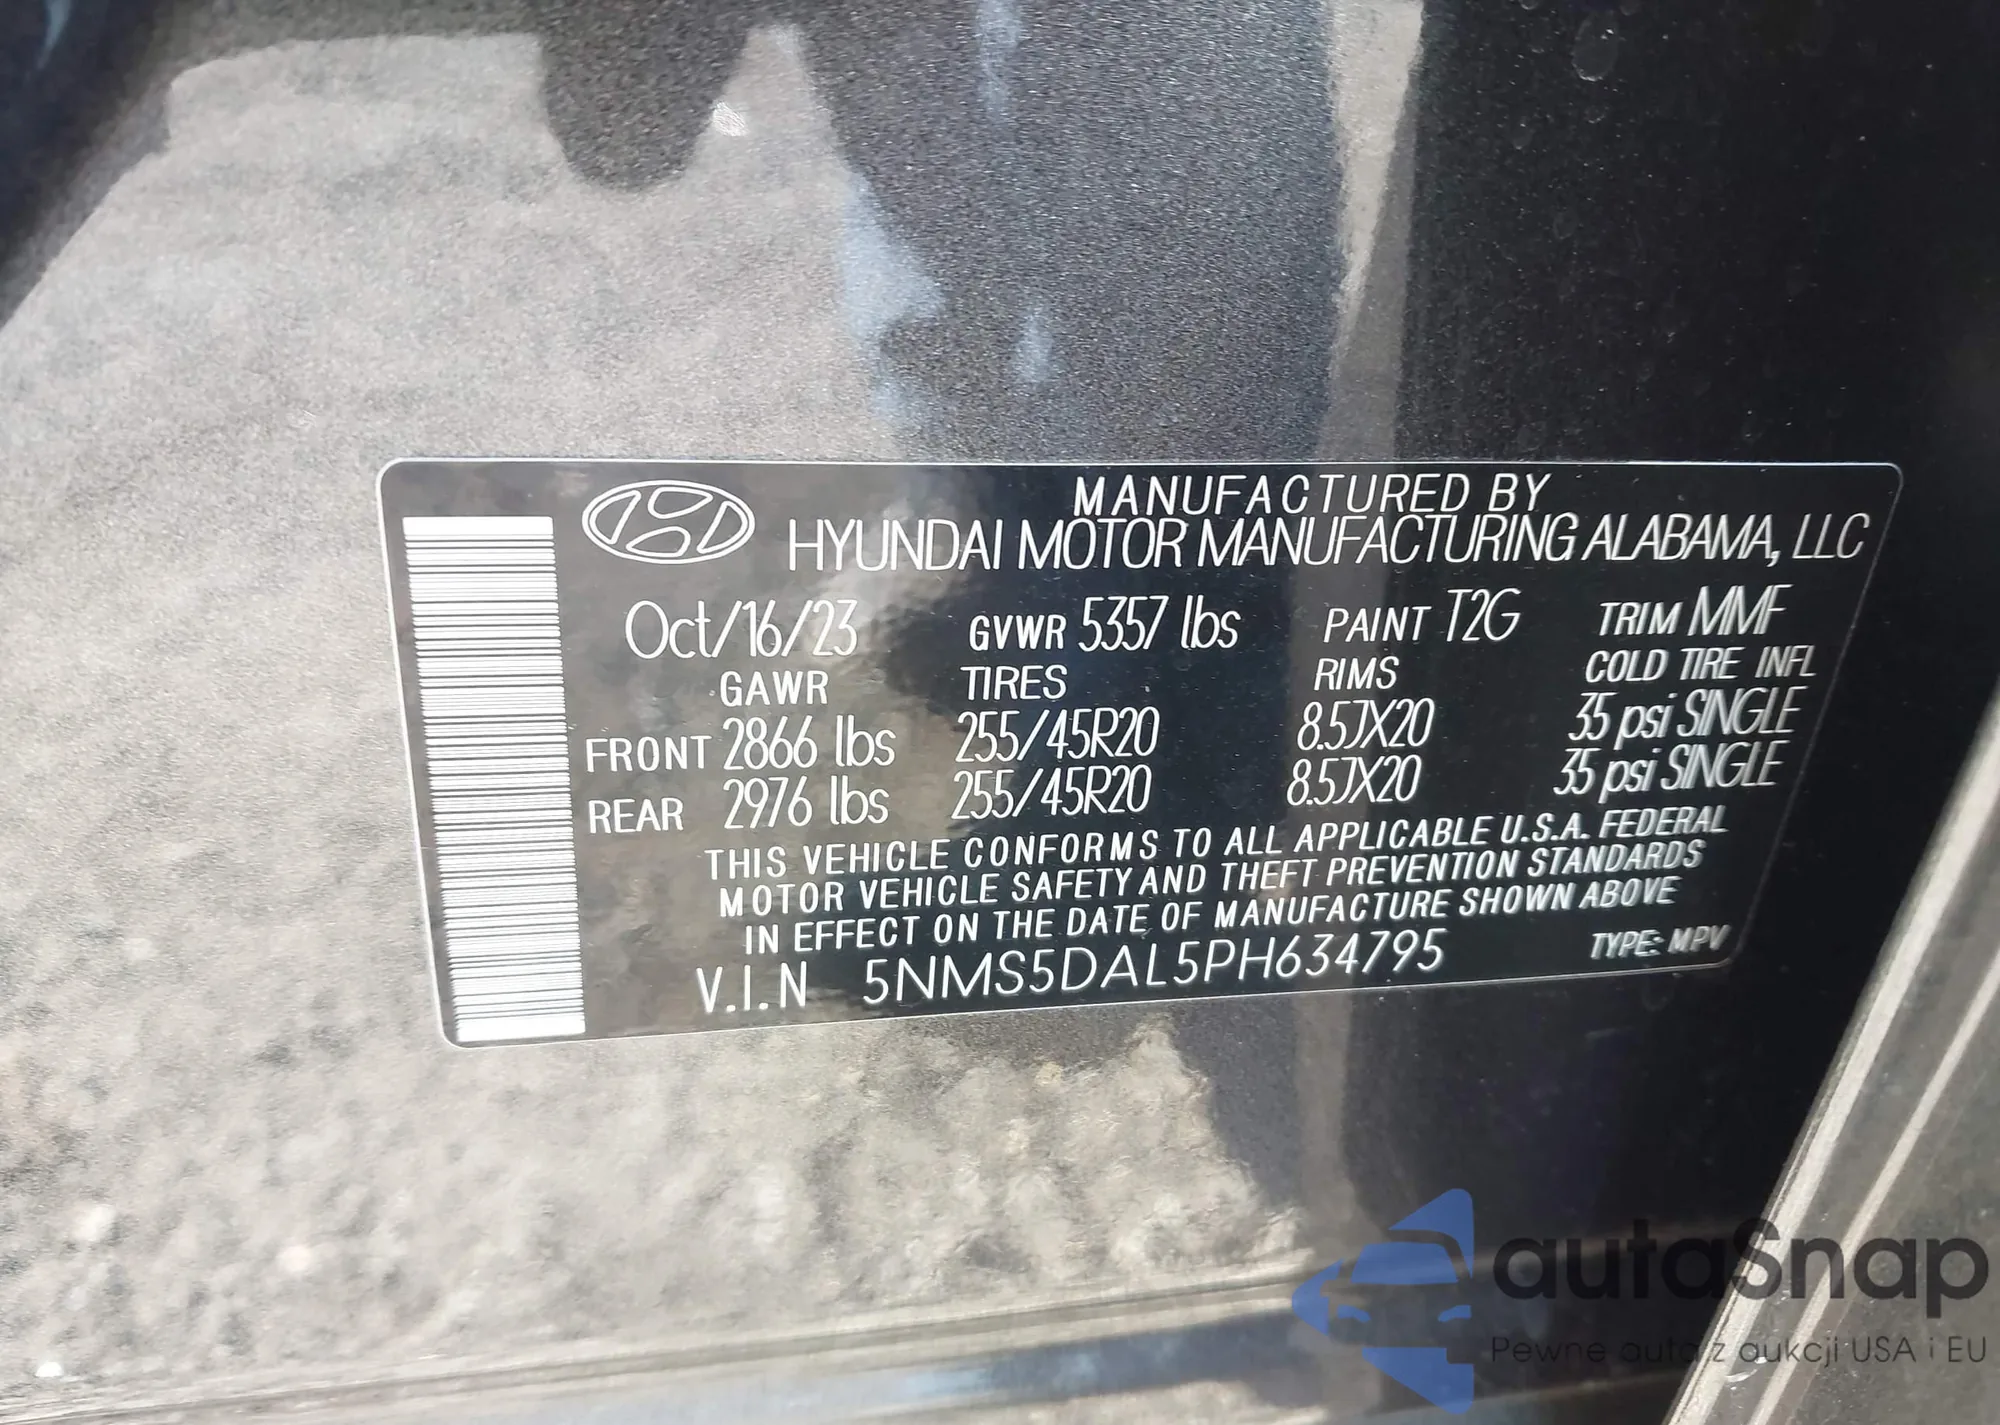 MANUFACTURED BY
HYUNDAI MOTOR MANUFACTURING ALABAMA, LLC
Oct/16/23 GVWR 5357 lbs PAINT T2G TRIM MMF
GAWR TIRES RIMS COLD TIRE INFL
FRONT 2866 lbs 255/45R20 8.5JX20 35 psi SINGLE
REAR 2976 lbs 255/45R20 8.5JX20 35 psi SINGLE
THIS VEHICLE CONFORMS TO ALL APPLICABLE U.S.A. FEDERAL
MOTOR VEHICLE SAFETY AND THEFT PREVENTION STANDARDS
IN EFFECT ON THE DATE OF MANUFACTURE SHOWN ABOVE
V.I.N 5NMS5DAL5PH634795 TYPE: MPV
autaSnap
Pewne auta z aukcji USA i EU